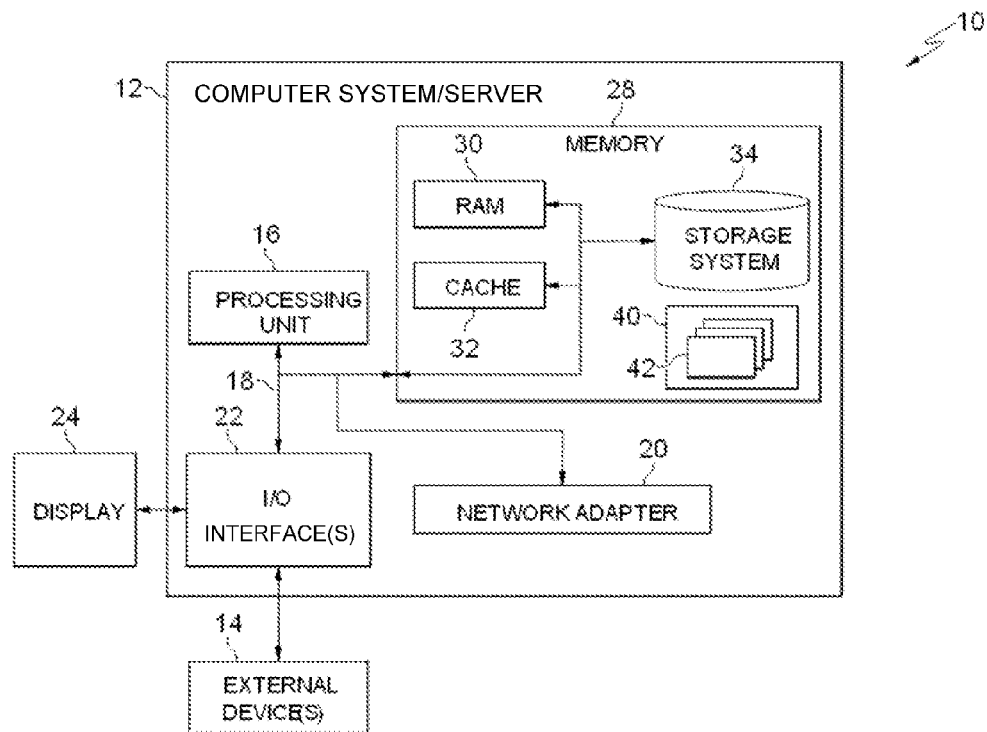 10
12
COMPUTER SYSTEM/SERVER
28
MEMORY
30
RAM
34
STORAGE
SYSTEM
16
PROCESSING
UNIT
CACHE
32
40
42
18
24
DISPLAY
22
I/O
INTERFACE(S)
20
NETWORK ADAPTER
14
EXTERNAL
DEVICE(S)